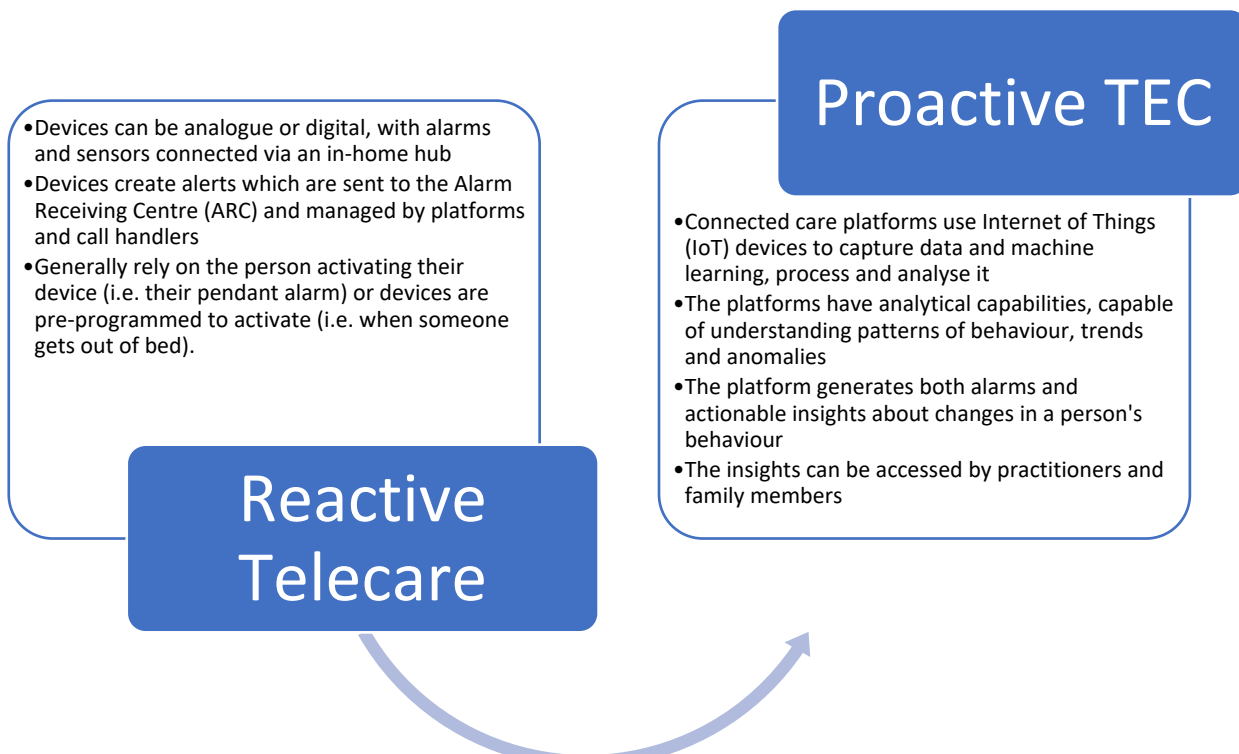 •Devices can be analogue or digital, with alarms
and sensors connected via an in-home hub
•Devices create alerts which are sent to the Alarm
Receiving Centre (ARC) and managed by platforms
and call handlers
•Generally rely on the person activating their
device (i.e. their pendant alarm) or devices are
pre-programmed to activate (i.e. when someone
gets out of bed).
Reactive
Telecare
Proactive TEC
•Connected care platforms use Internet of Things
(IoT) devices to capture data and machine
learning, process and analyse it
•The platforms have analytical capabilities, capable
of understanding patterns of behaviour, trends
and anomalies
•The platform generates both alarms and
actionable insights about changes in a person's
behaviour
•The insights can be accessed by practitioners and
family members